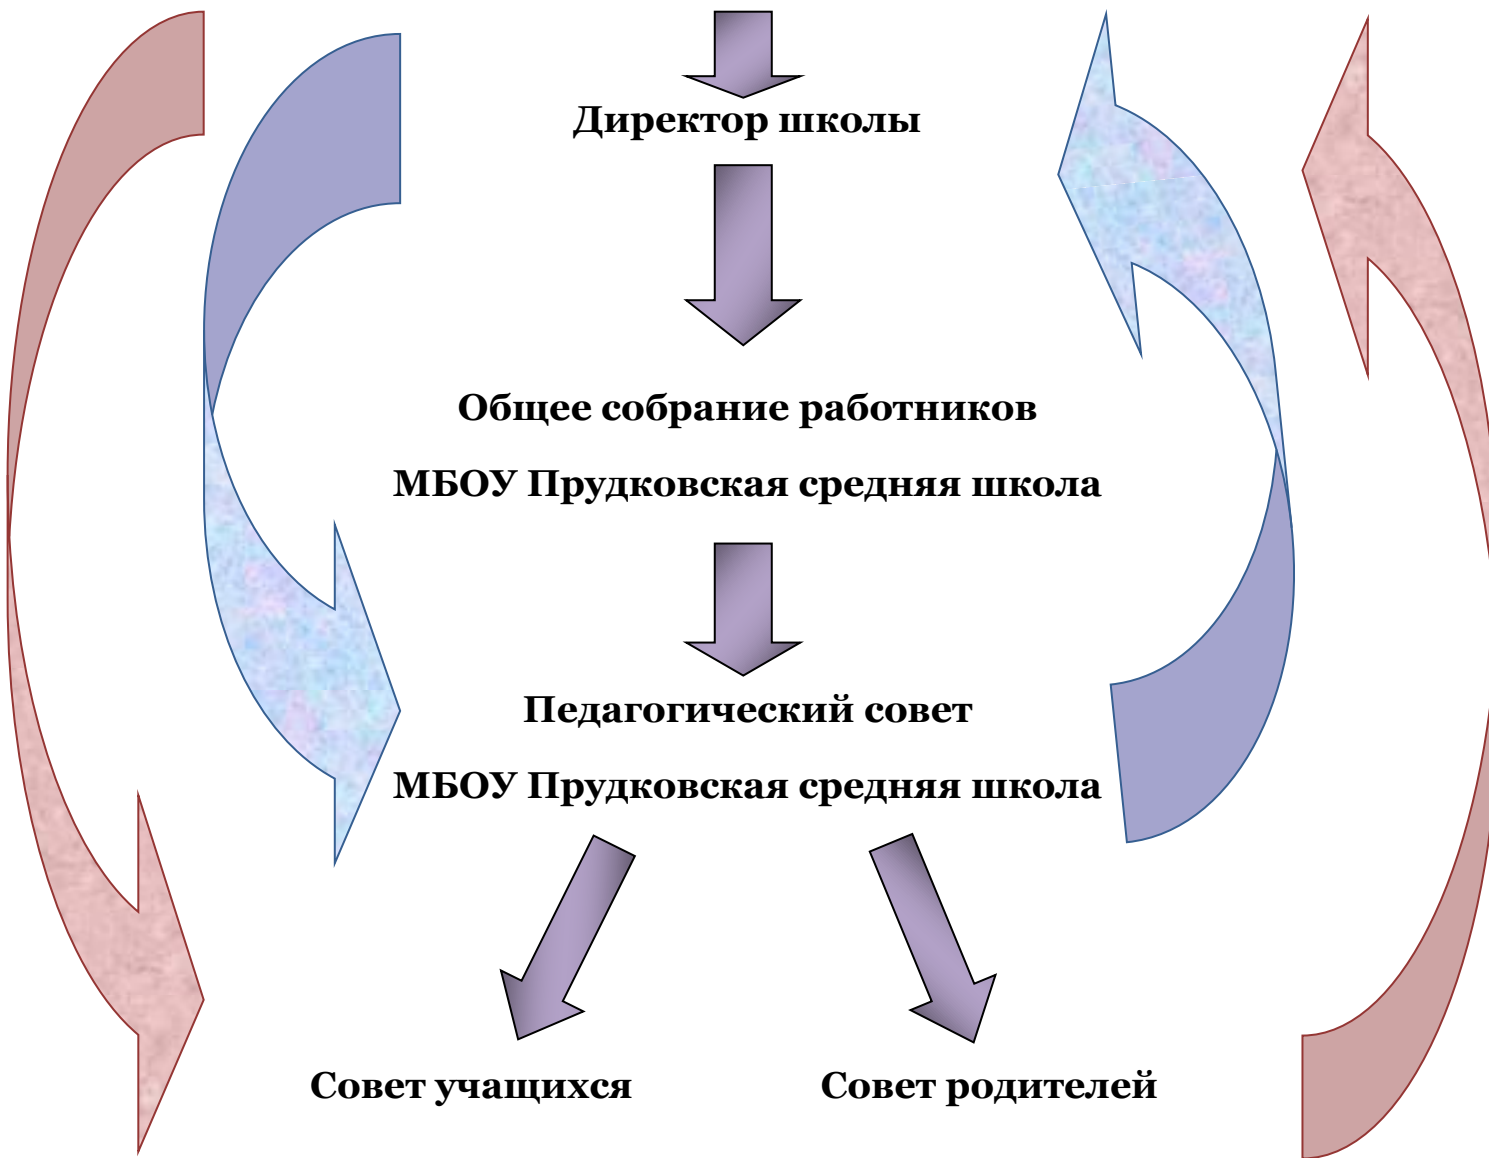 Директор школы
Общее собрание работников
МБОУ Прудковская средняя школа
Педагогический совет
МБОУ Прудковская средняя школа
Совет учащихся
Совет родителей